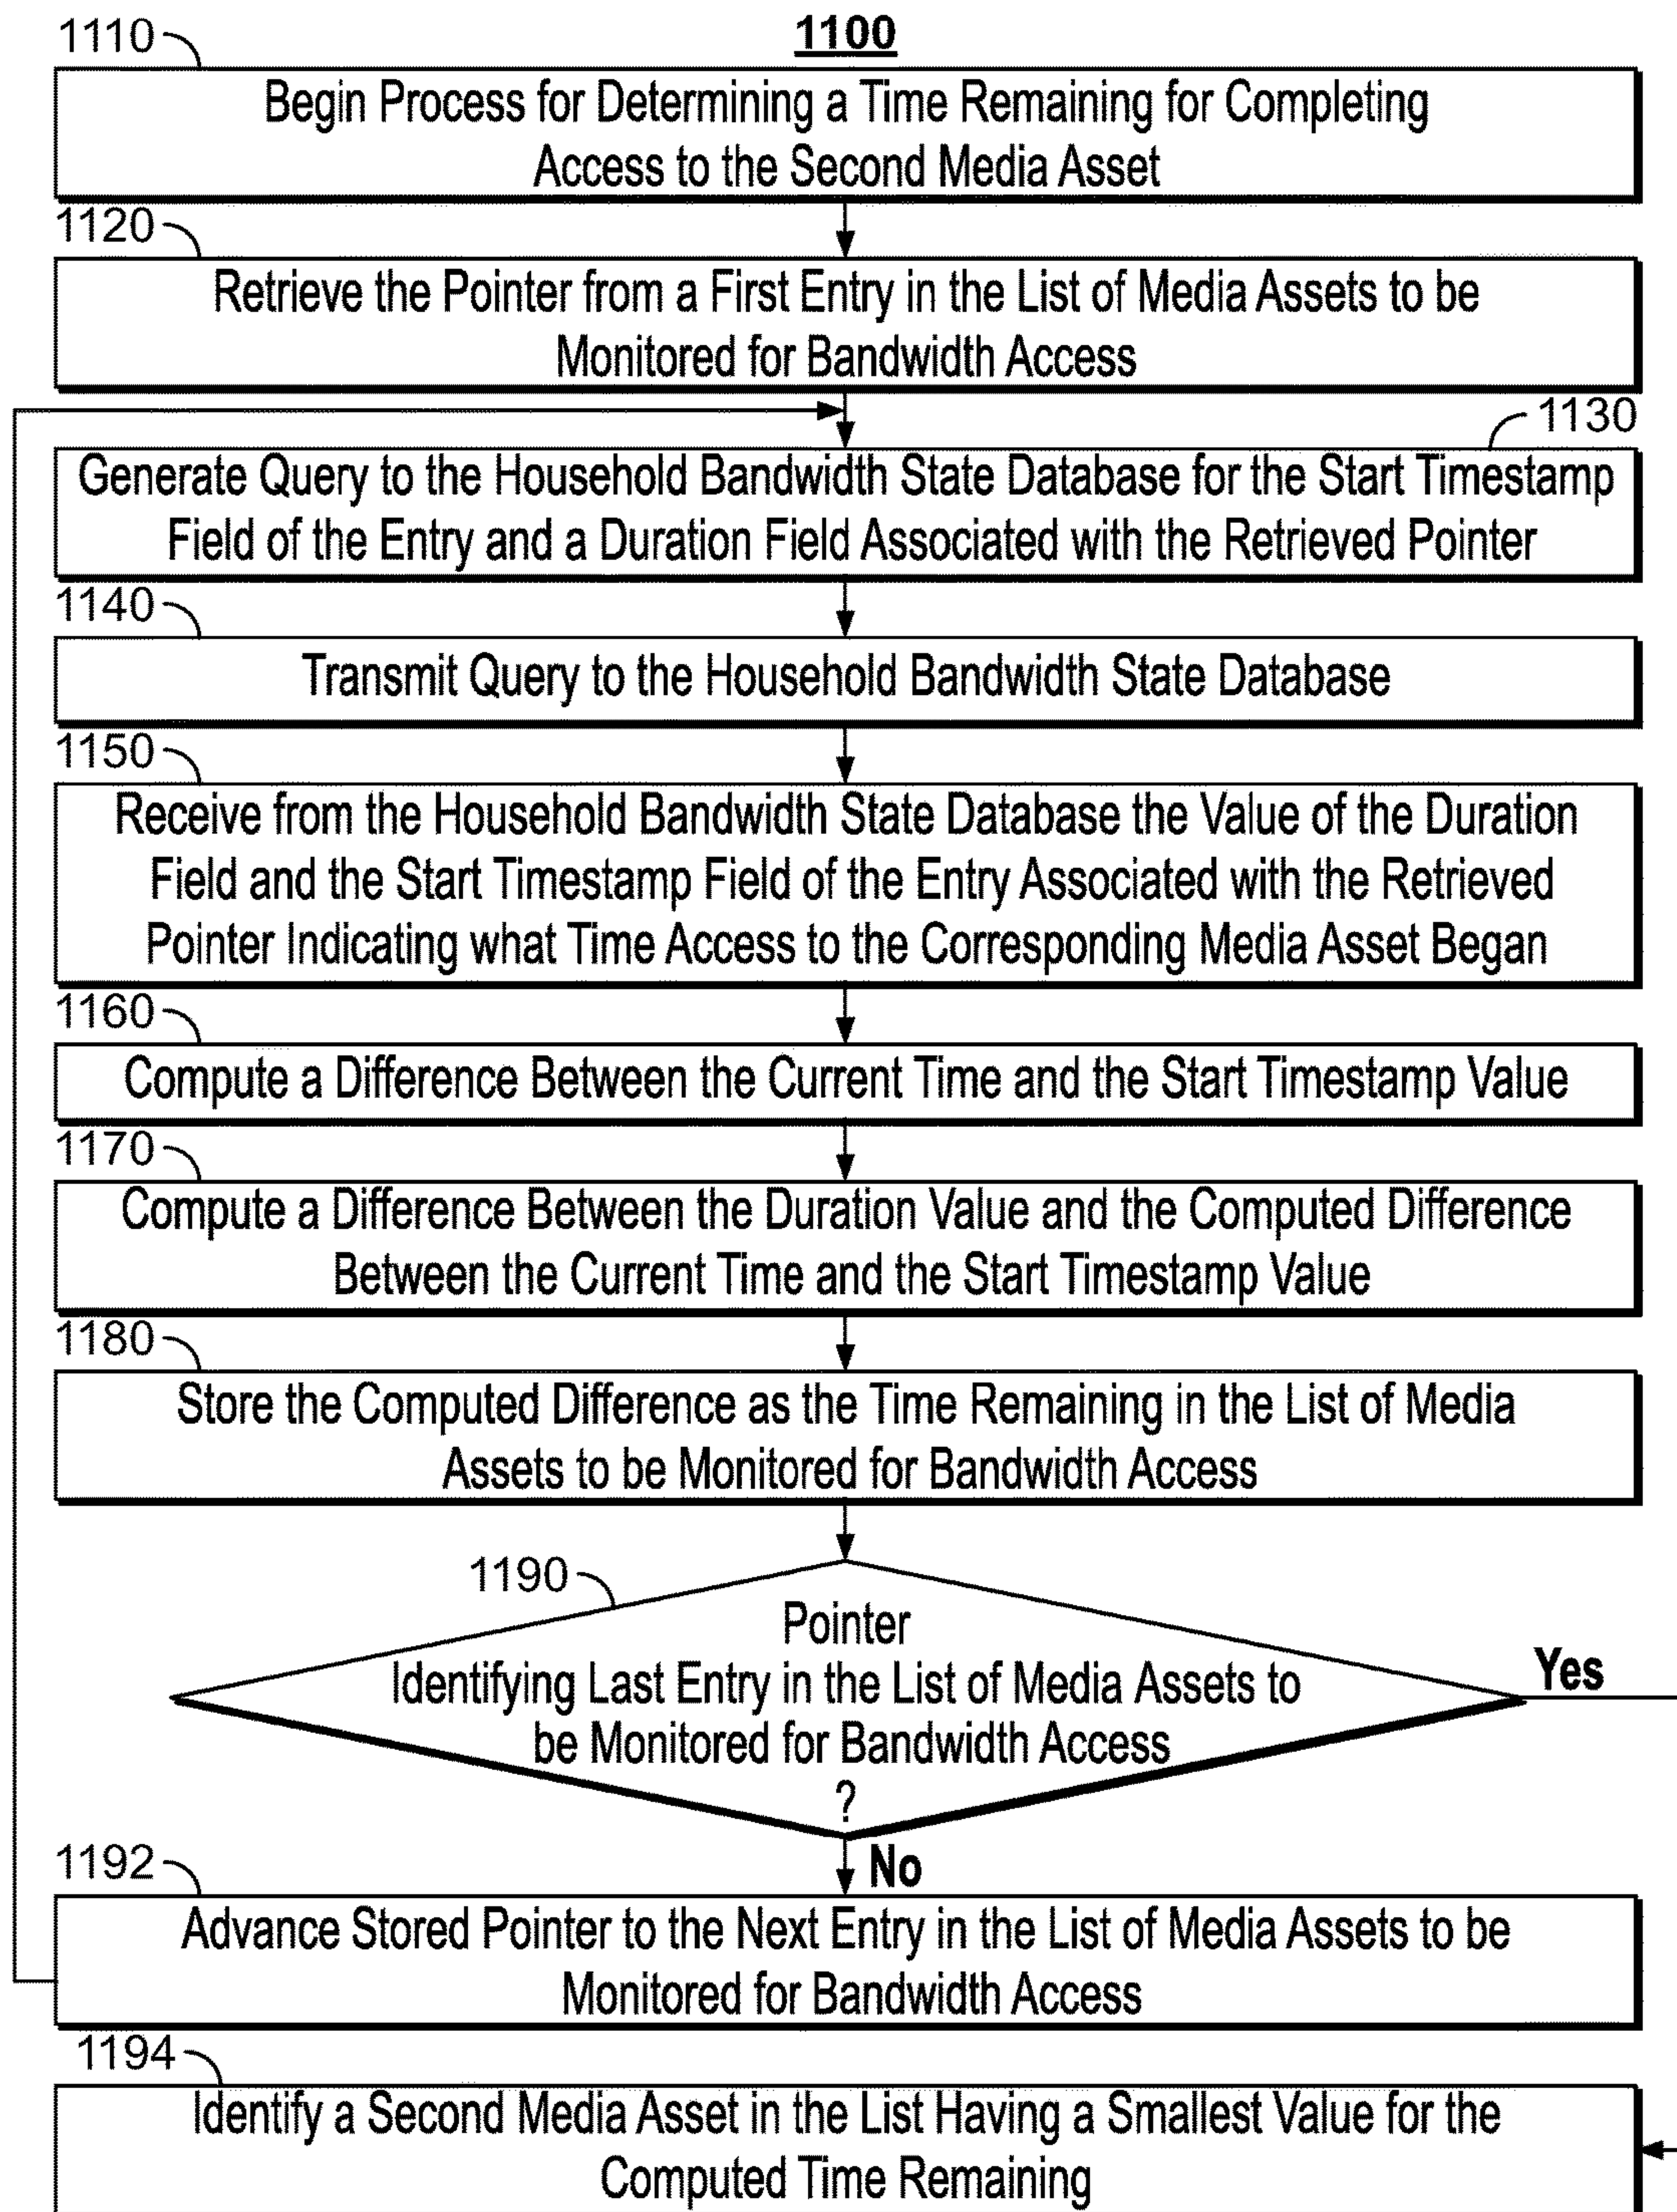 1100
1110
Begin Process for Determining a Time Remaining for Completing
Access to the Second Media Asset
1120
Retrieve the Pointer from a First Entry in the List of Media Assets to be
Monitored for Bandwidth Access
1130
Generate Query to the Household Bandwidth State Database for the Start Timestamp
Field of the Entry and a Duration Field Associated with the Retrieved Pointer
1140
Transmit Query to the Household Bandwidth State Database
1150
Receive from the Household Bandwidth State Database the Value of the Duration
Field and the Start Timestamp Field of the Entry Associated with the Retrieved
Pointer Indicating what Time Access to the Corresponding Media Asset Began
1160
Compute a Difference Between the Current Time and the Start Timestamp Value
1170
Compute a Difference Between the Duration Value and the Computed Difference
Between the Current Time and the Start Timestamp Value
1180
Store the Computed Difference as the Time Remaining in the List of Media
Assets to be Monitored for Bandwidth Access
1190
Pointer
Identifying Last Entry in the List of Media Assets to
be Monitored for Bandwidth Access
?
Yes
No
1192
Advance Stored Pointer to the Next Entry in the List of Media Assets to be
Monitored for Bandwidth Access
1194
Identify a Second Media Asset in the List Having a Smallest Value for the
Computed Time Remaining